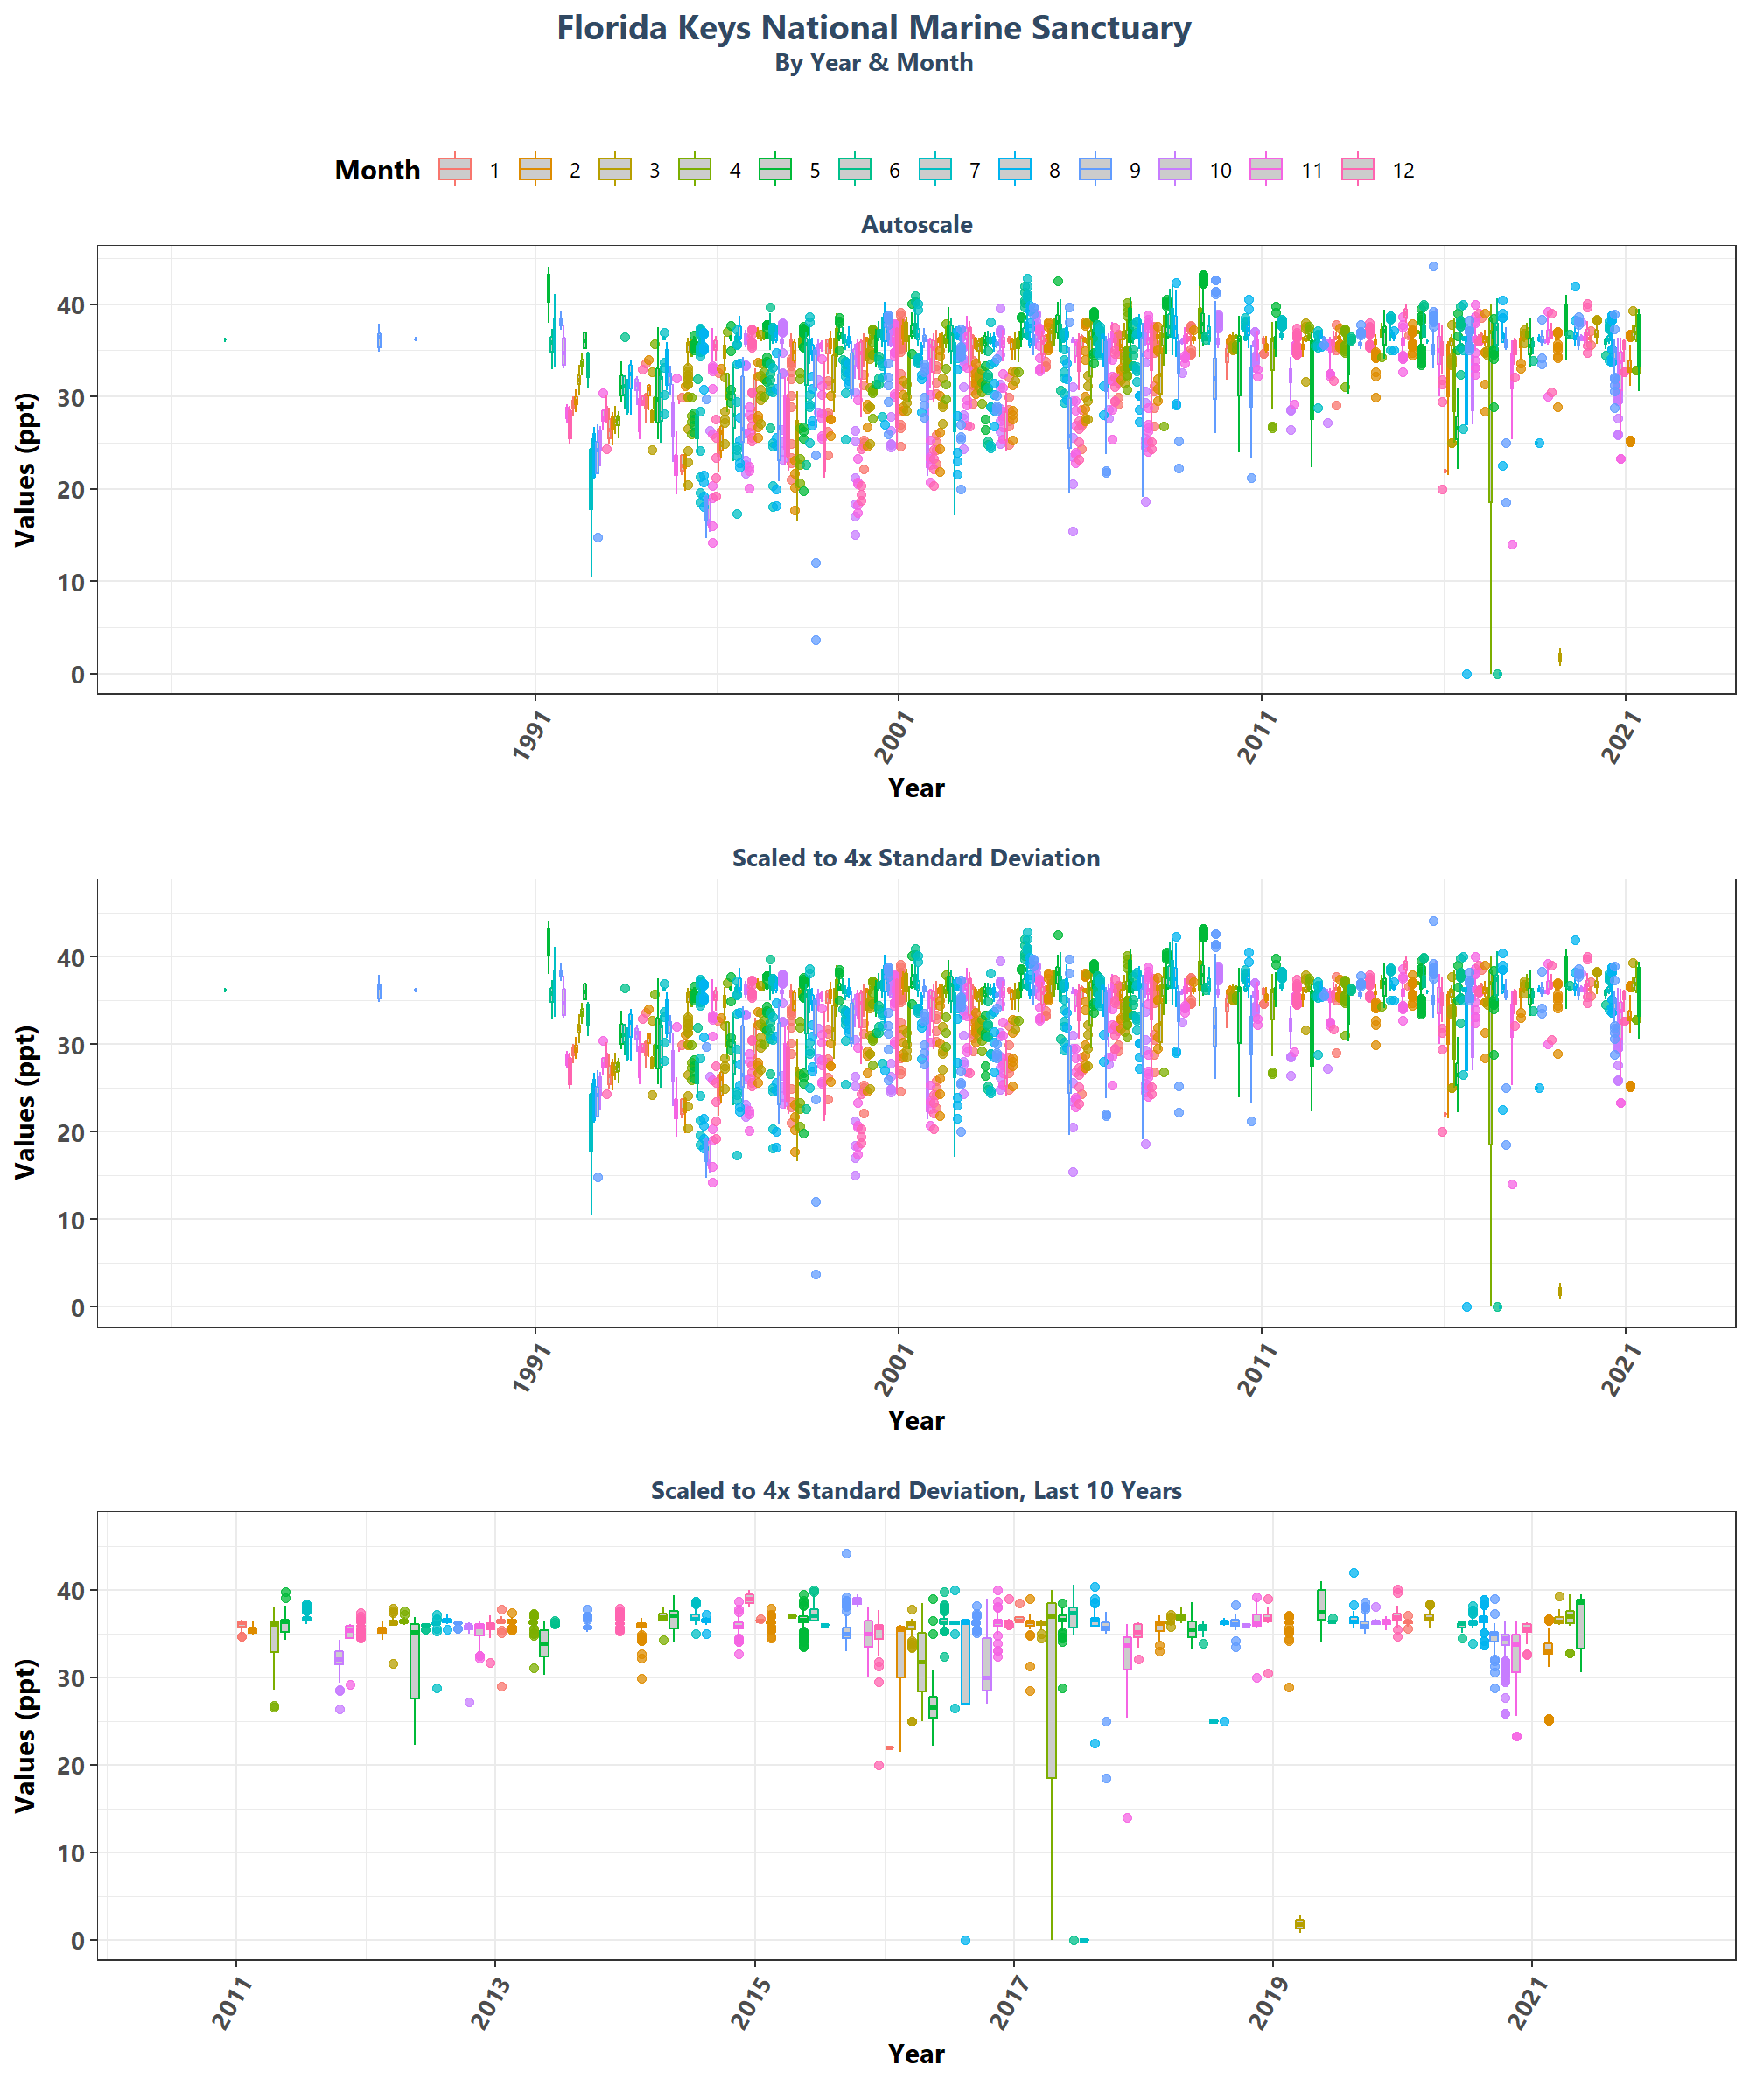 Florida Keys National Marine Sanctuary
By Year & Month
Month 1 2 3 4 5 6 7 8 9 10 11 12
Autoscale
Values (ppt)
40
30
20
10
0
1991 2001 2011 2021
Year
Scaled to 4x Standard Deviation
Values (ppt)
40
30
20
10
0
1991 2001 2011 2021
Year
Scaled to 4x Standard Deviation, Last 10 Years
Values (ppt)
40
30
20
10
0
2011 2013 2015 2017 2019 2021
Year